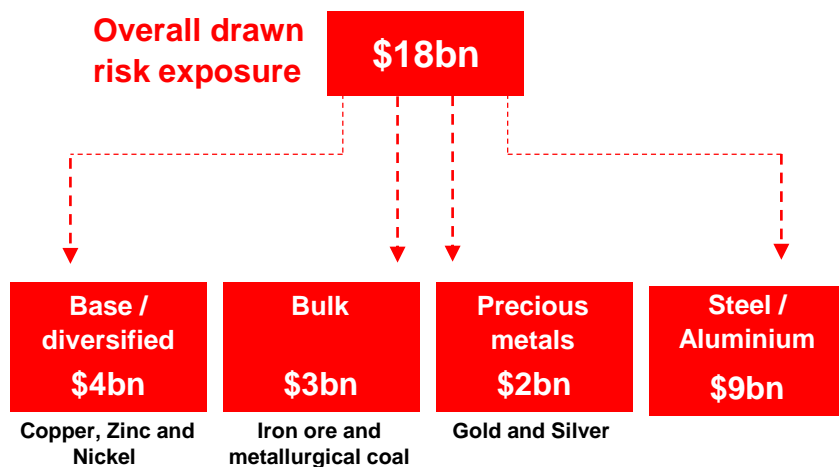 Overall drawn
risk exposure
$18bn
Base /
diversified
$4bn
Bulk
$3bn
Precious
metals
$2bn
Steel /
Aluminium
$9bn
Copper, Zinc and
Nickel
Iron ore and
metallurgical coal
Gold and Silver